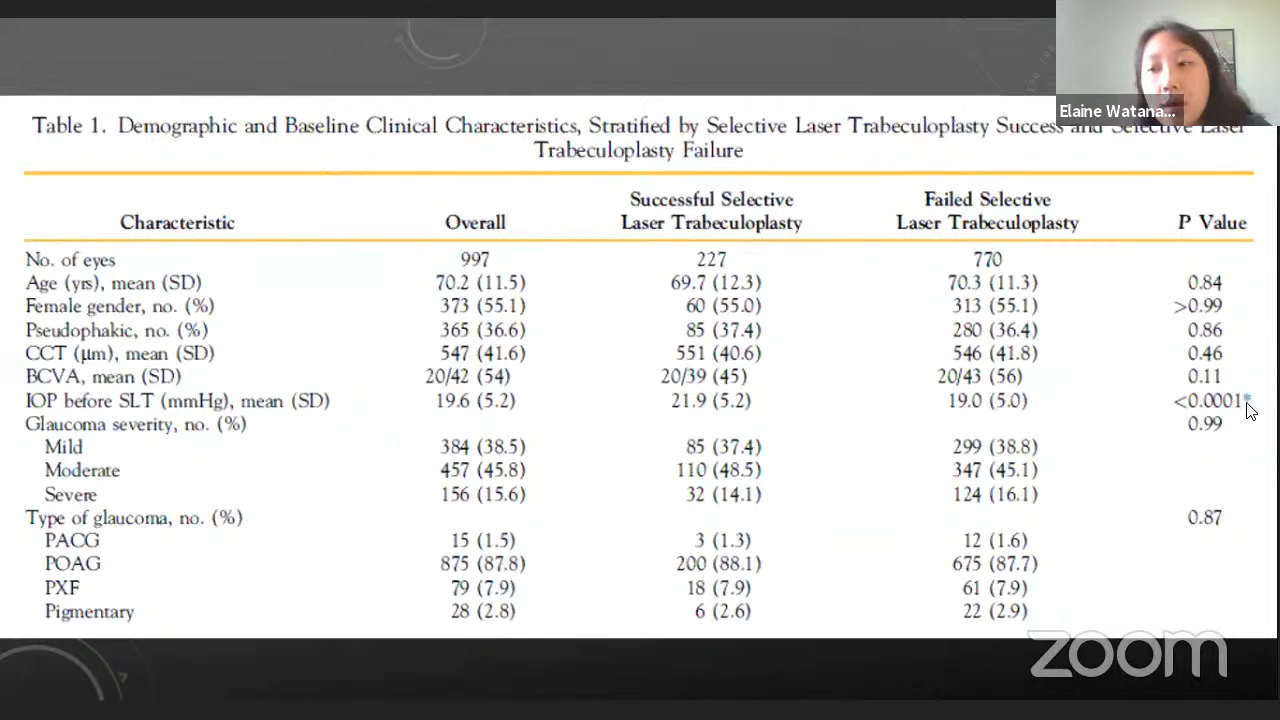 Elaine Watana...
Table 1. Demographic and Baseline Clinical Characteristics, Stratified by Selective Laser Trabeculoplasty Success and Selective Laser
Trabeculoplasty Failure
Characteristic Overall Successful Selective Laser Trabeculoplasty Failed Selective Laser Trabeculoplasty P Value
No. of eyes 997 227 770
Age (yrs), mean (SD) 70.2 (11.5) 69.7 (12.3) 70.3 (11.3) 0.84
Female gender, no. (%) 373 (55.1) 60 (55.0) 313 (55.1) >0.99
Pseudophakic, no. (%) 365 (36.6) 85 (37.4) 280 (36.4) 0.86
CCT (μm), mean (SD) 547 (41.6) 551 (40.6) 546 (41.8) 0.46
BCVA, mean (SD) 20/42 (54) 20/39 (45) 20/43 (56) 0.11
IOP before SLT (mmHg), mean (SD) 19.6 (5.2) 21.9 (5.2) 19.0 (5.0) <0.0001*
Glaucoma severity, no. (%) 0.99
Mild 384 (38.5) 85 (37.4) 299 (38.8)
Moderate 457 (45.8) 110 (48.5) 347 (45.1)
Severe 156 (15.6) 32 (14.1) 124 (16.1)
Type of glaucoma, no. (%) 0.87
PACG 15 (1.5) 3 (1.3) 12 (1.6)
POAG 875 (87.8) 200 (88.1) 675 (87.7)
PXF 79 (7.9) 18 (7.9) 61 (7.9)
Pigmentary 28 (2.8) 6 (2.6) 22 (2.9)
zoom